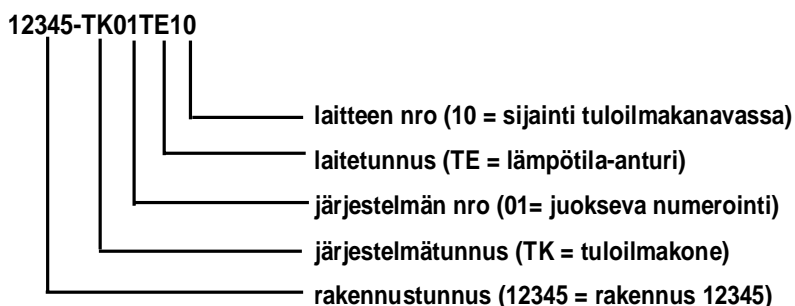 12345-TK01TE10
laitteen nro (10 = sijainti tuloilmakanavassa)
laitetunnus (TE = lämpötila-anturi)
järjestelmän nro (01= juokseva numerointi)
järjestelmätunnus (TK = tuloilmakone)
rakennustunnus (12345 = rakennus 12345)